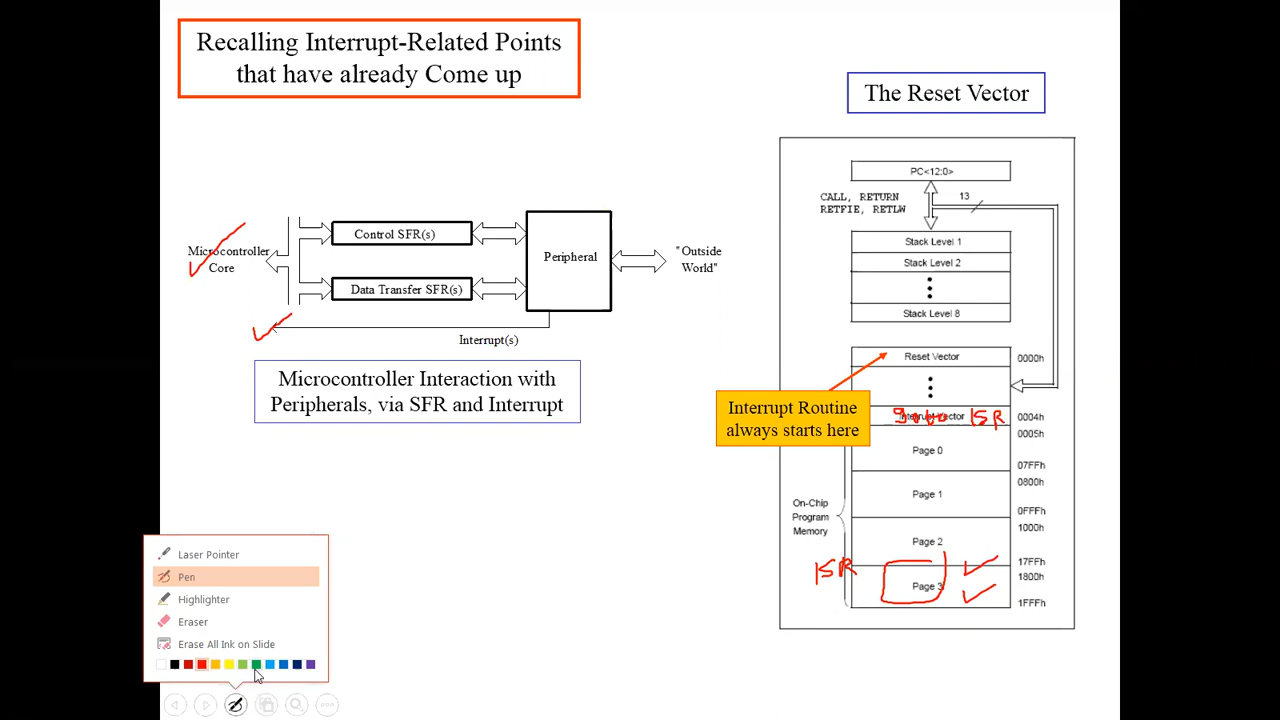 Recalling Interrupt-Related Points
that have already Come up
The Reset Vector
PC<12:0>
CALL, RETURN
RETFIE, RETLW
13
Stack Level 1
Stack Level 2
Stack Level 8
Microcontroller
Core
Control SFR(s)
Data Transfer SFR(s)
Peripheral
"Outside
World"
Interrupt(s)
Microcontroller Interaction with
Peripherals, via SFR and Interrupt
Reset Vector
0000h
Interrupt Routine
always starts here
Interrupt Vector
goto ISR
0004h
0005h
Page 0
07FFh
0800h
Page 1
0FFFh
1000h
On-Chip
Program
Memory
Page 2
17FFh
1800h
ISR
Page 3
1FFFh
Laser Pointer
Pen
Highlighter
Eraser
Erase All Ink on Slide